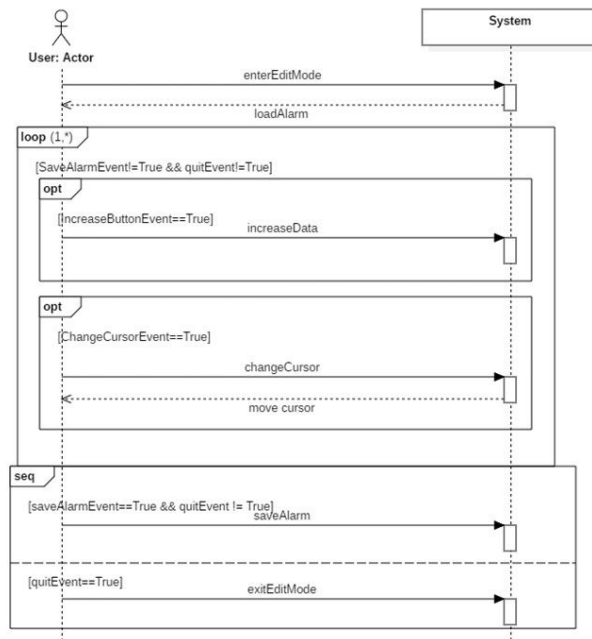 System
User: Actor
enterEditMode
loadAlarm
loop (1,*)
[SaveAlarmEvent!=True && quitEvent!=True]
opt
[IncreaseButtonEvent==True]
increaseData
opt
[ChangeCursorEvent==True]
changeCursor
move cursor
seq
[saveAlarmEvent==True && quitEvent != True]
saveAlarm
[quitEvent==True]
exitEditMode